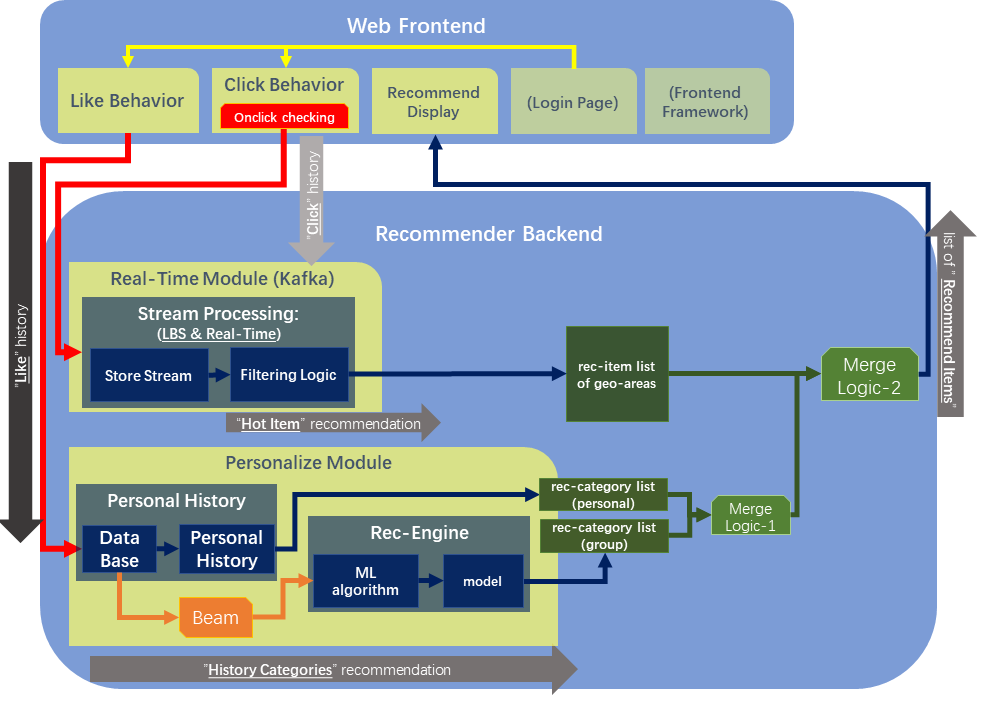 Web Frontend
Like Behavior
Click Behavior
Onclick checking
Recommend
Display
(Login Page)
(Frontend
Framework)
"Like" history
"Click" history
Recommender Backend
list of " Recommend Items"
Real-Time Module (Kafka)
Stream Processing:
(LBS & Real-Time)
Store Stream
Filtering Logic
"Hot Item" recommendation
rec-item list
of geo-areas
Merge
Logic-2
Personalize Module
Personal History
Data
Base
Personal
History
Rec-Engine
ML
algorithm
model
Beam
rec-category list
(personal)
rec-category list
(group)
Merge
Logic-1
"History Categories" recommendation